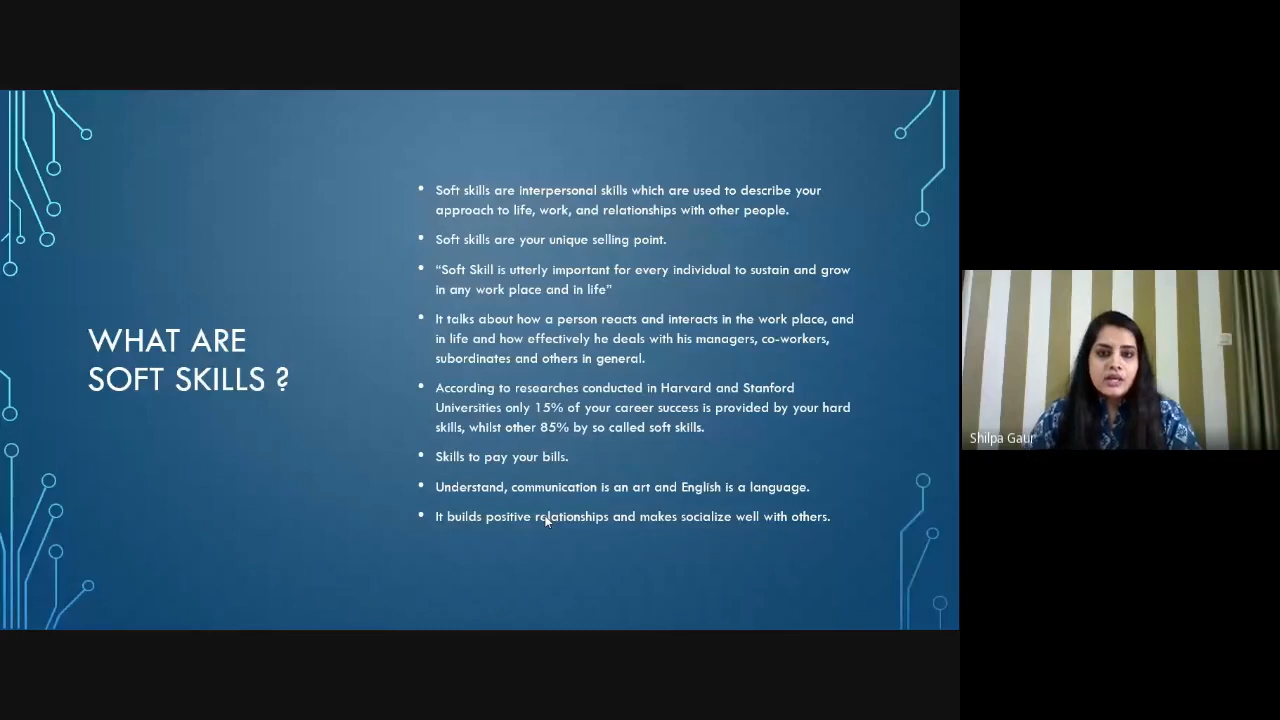 WHAT ARE
SOFT SKILLS ?
• Soft skills are interpersonal skills which are used to describe your
approach to life, work, and relationships with other people.
• Soft skills are your unique selling point.
• “Soft Skill is utterly important for every individual to sustain and grow
in any work place and in life”
• It talks about how a person reacts and interacts in the work place, and
in life and how effectively he deals with his managers, co-workers,
subordinates and others in general.
• According to researches conducted in Harvard and Stanford
Universities only 15% of your career success is provided by your hard
skills, whilst other 85% by so called soft skills.
• Skills to pay your bills.
• Understand, communication is an art and English is a language.
• It builds positive relationships and makes socialize well with others.
Shilpa Gaur